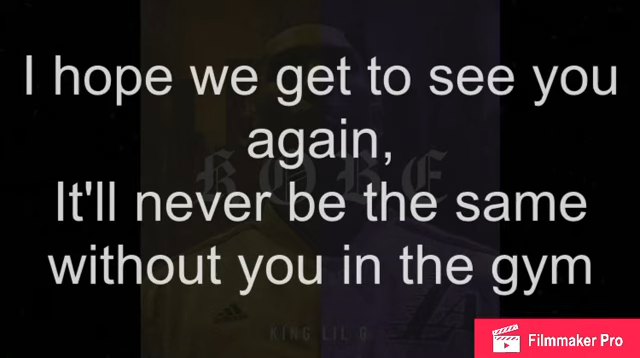 I hope we get to see you
again,
KOBE
It'll never be the same
without you in the gym
KING LIL G
Filmmaker Pro